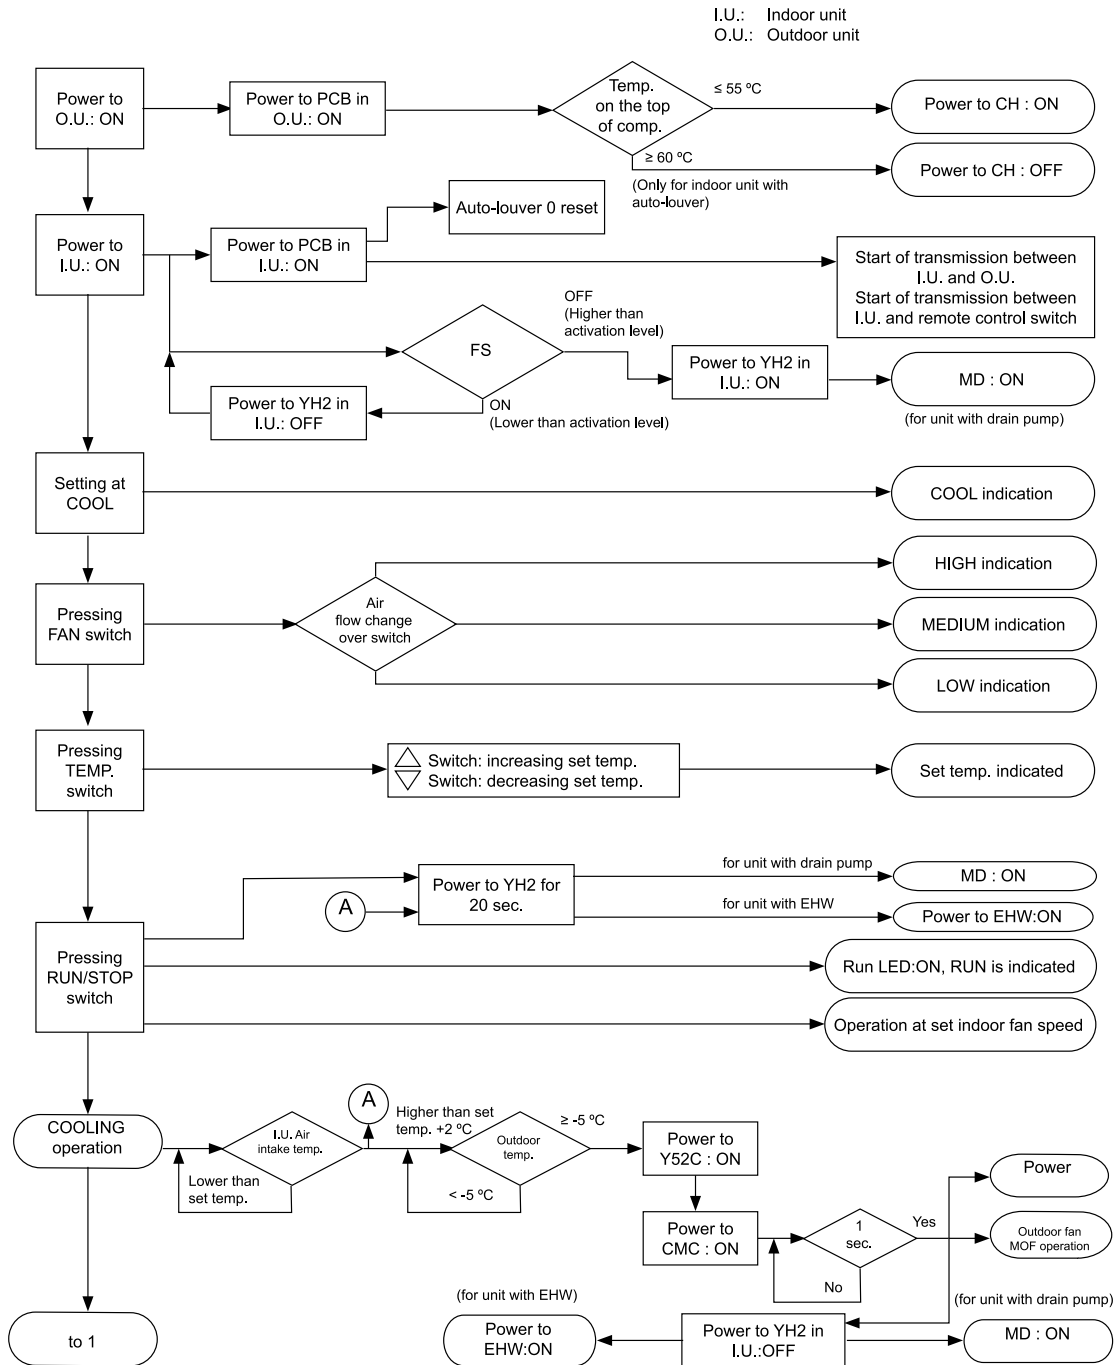 I.U.: Indoor unit
O.U.: Outdoor unit
Power to
O.U.: ON
Power to PCB in
O.U.: ON
Temp.
on the top
of comp.
≤ 55 ºC
Power to CH : ON
≥ 60 ºC
Power to CH : OFF
(Only for indoor unit with
auto-louver)
Auto-louver 0 reset
Power to
I.U.: ON
Power to PCB in
I.U.: ON
Start of transmission between
I.U. and O.U.
Start of transmission between
I.U. and remote control switch
OFF
(Higher than
activation level)
FS
Power to YH2 in
I.U.: ON
MD : ON
(for unit with drain pump)
Power to YH2 in
I.U.: OFF
ON
(Lower than activation level)
Setting at
COOL
COOL indication
Pressing
FAN switch
Air
flow change
over switch
HIGH indication
MEDIUM indication
LOW indication
Pressing
TEMP.
switch
△ Switch: increasing set temp.
▽ Switch: decreasing set temp.
Set temp. indicated
Pressing
RUN/STOP
switch
A
Power to YH2 for
20 sec.
for unit with drain pump
MD : ON
for unit with EHW
Power to EHW:ON
Run LED:ON, RUN is indicated
Operation at set indoor fan speed
COOLING
operation
I.U. Air
intake temp.
Lower than
set temp.
A
Higher than set
temp. +2 ºC
Outdoor
temp.
≥ -5 ºC
< -5 ºC
Power to
Y52C : ON
Power to
CMC : ON
1
sec.
Yes
No
Power
Outdoor fan
MOF operation
to 1
(for unit with EHW)
Power to
EHW:ON
Power to YH2 in
I.U.:OFF
(for unit with drain pump)
MD : ON